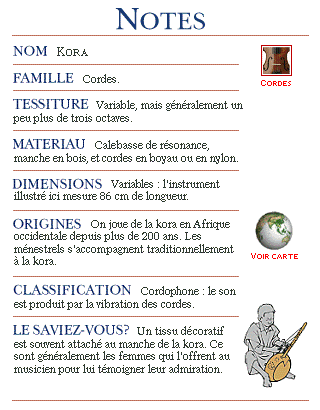 NOTES
NOM KORA
FAMILLE Cordes.
CORDES
TESSITURE Variable, mais généralement un
peu plus de trois octaves.
MATERIAU Calebasse de résonance,
manche en bois, et cordes en boyau ou en nylon.
DIMENSIONS Variables : l'instrument
illustré ici mesure 86 cm de longueur.
ORIGINES On joue de la kora en Afrique
occidentale depuis plus de 200 ans. Les
ménestrels s'accompagnent traditionnellement
à la kora.
VOIR CARTE
CLASSIFICATION Cordophone : le son
est produit par la vibration des cordes.
LE SAVIEZ-VOUS? Un tissu décoratif
est souvent attaché au manche de la kora. Ce
sont généralement les femmes qui l'offrent au
musicien pour lui témoigner leur admiration.